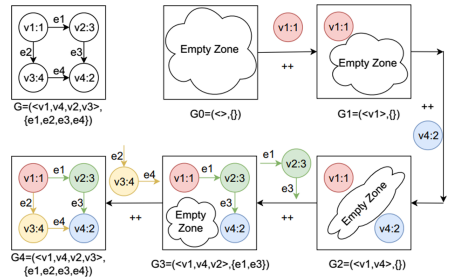 v1:1 e1 v2:3
e2 e3
v3:4 e4 v4:2
G=(<v1,v4,v2,v3>,
{e1,e2,e3,e4})
Empty Zone
G0=(<>,{})
v1:1
++
v1:1
Empty
Zone
G1=(<v1>,{})
++
v4:2
v1:1
Empty Zone
v4:2
G2=(<v1,v4>,{})
e1 v2:3
e3
++
v1:1 e1 v2:3
e3
Empty
Zone
v4:2
G3=(<v1,v4,v2>,{e1,e3})
e2
v3:4 e4
++
v1:1 e1 v2:3
e2 e3
v3:4 e4 v4:2
G4=(<v1,v4,v2,v3>,
{e1,e2,e3,e4})